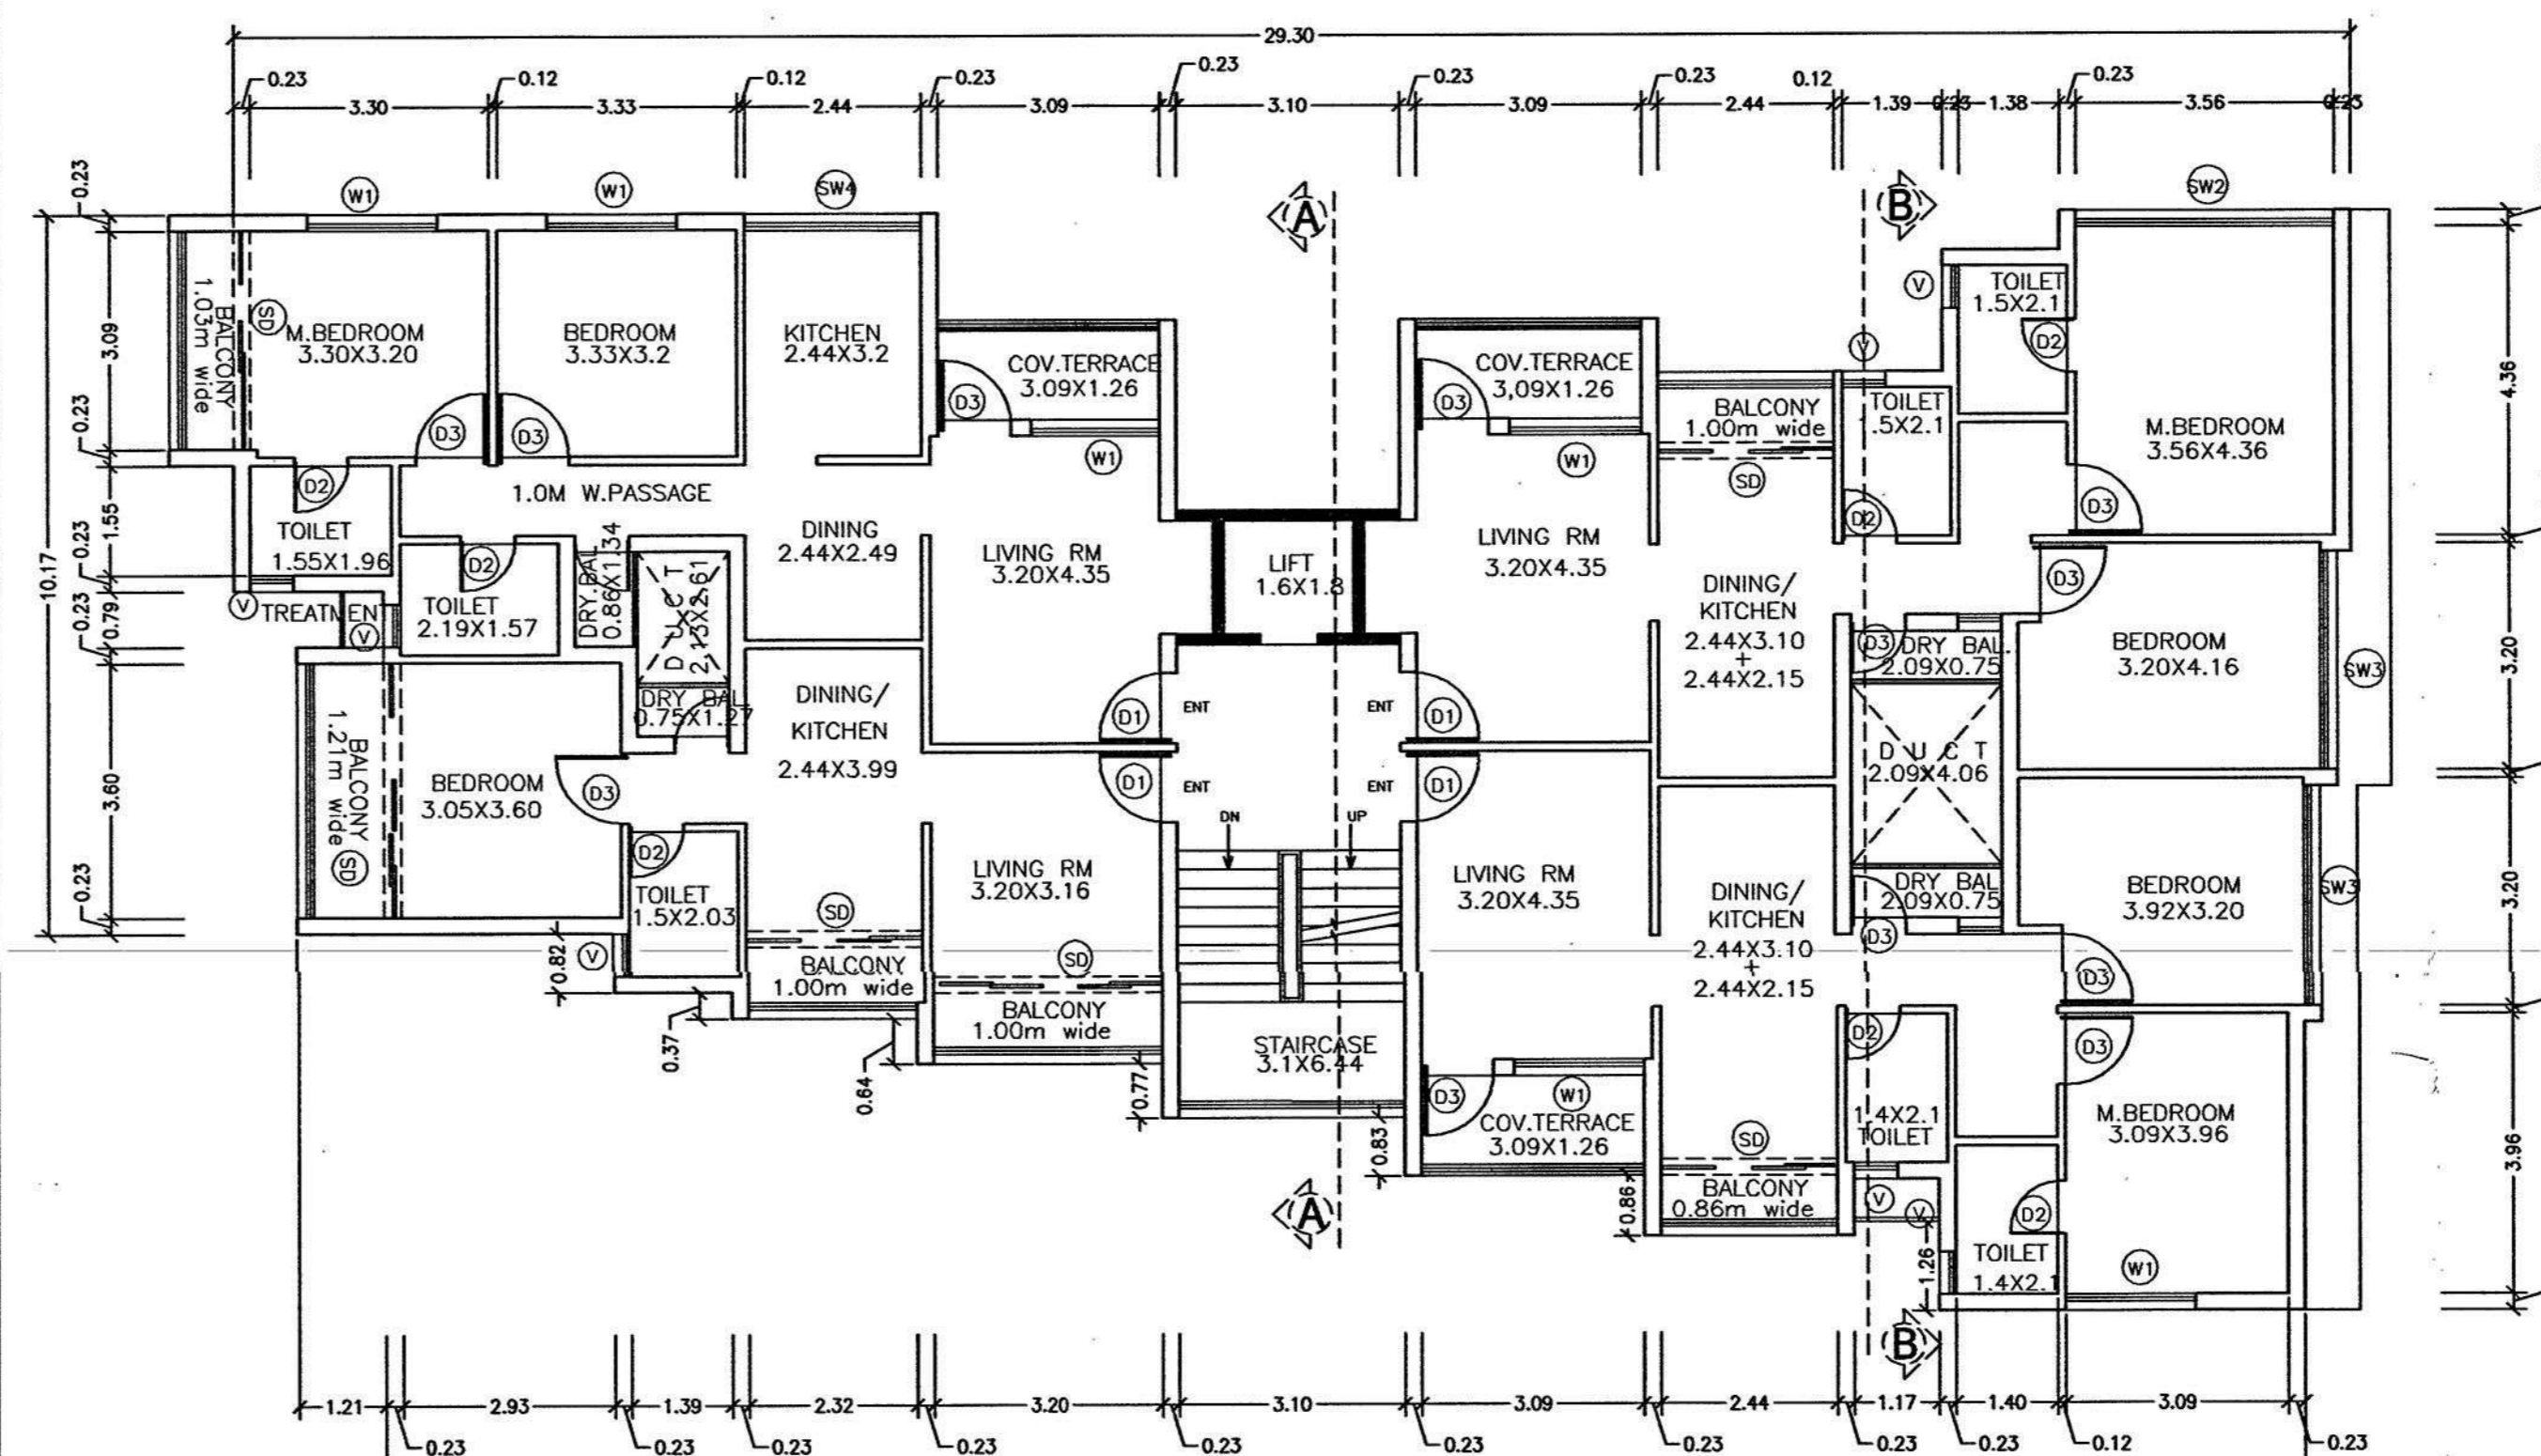 29.30
0.23
0.12
0.12
0.23
0.23
0.23
0.23
0.12
0.23
3.30
3.33
2.44
3.09
3.10
3.09
2.44
1.39
0.23
1.38
3.56
0.23
W1
W1
SW4
A
B
SW2
0.23
3.09
0.23
1.55
0.23
10.17
0.79
0.23
3.60
0.23
BALCONY
1.03m wide
SD
M.BEDROOM
3.30X3.20
BEDROOM
3.33X3.2
KITCHEN
2.44X3.2
COV.TERRACE
3.09X1.26
D3
D3
D3
W1
COV.TERRACE
3,09X1.26
D3
W1
BALCONY
1.00m wide
SD
V
V
TOILET
1.5X2.1
D2
TOILET
1.5X2.1
D2
M.BEDROOM
3.56X4.36
D3
4.36
D2
TOILET
1.55X1.96
1.0M W.PASSAGE
V
TREATMEN
V
D2
TOILET
2.19X1.57
DRY.BAL
0.86X1.34
D U C T
2.13X2.61
DRY BAL
0.75X1.27
DINING
2.44X2.49
LIVING RM
3.20X4.35
LIFT
1.6X1.8
LIVING RM
3.20X4.35
DINING/
KITCHEN
2.44X3.10
+
2.44X2.15
D3
D3
DRY BAL.
2.09X0.75
BEDROOM
3.20X4.16
SW3
3.20
D1
ENT
ENT
D1
D1
ENT
ENT
D1
DN
UP
BALCONY
1.21m wide
SD
BEDROOM
3.05X3.60
D3
DINING/
KITCHEN
2.44X3.99
D2
TOILET
1.5X2.03
V
SD
BALCONY
1.00m wide
LIVING RM
3.20X3.16
SD
BALCONY
1.00m wide
STAIRCASE
3.1X6.44
LIVING RM
3.20X4.35
DINING/
KITCHEN
2.44X3.10
+
2.44X2.15
D U C T
2.09X4.06
DRY BAL
2.09X0.75
D3
BEDROOM
3.92X3.20
SW3
3.20
D3
0.82
0.37
0.64
0.77
0.83
0.86
1.26
D3
W1
COV.TERRACE
3.09X1.26
SD
BALCONY
0.86m wide
D2
1.4X2.1
TOILET
V
V
D3
M.BEDROOM
3.09X3.96
D2
TOILET
1.4X2.1
W1
3.96
A
B
1.21
2.93
1.39
2.32
3.20
3.10
3.09
2.44
1.17
1.40
3.09
0.23
0.23
0.23
0.23
0.23
0.23
0.23
0.23
0.23
0.12
0.23